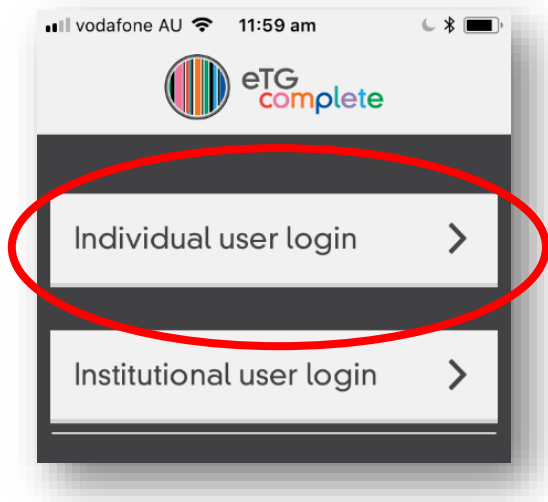 vodafone AU 11:59 am
eTG
complete
Individual user login
Institutional user login